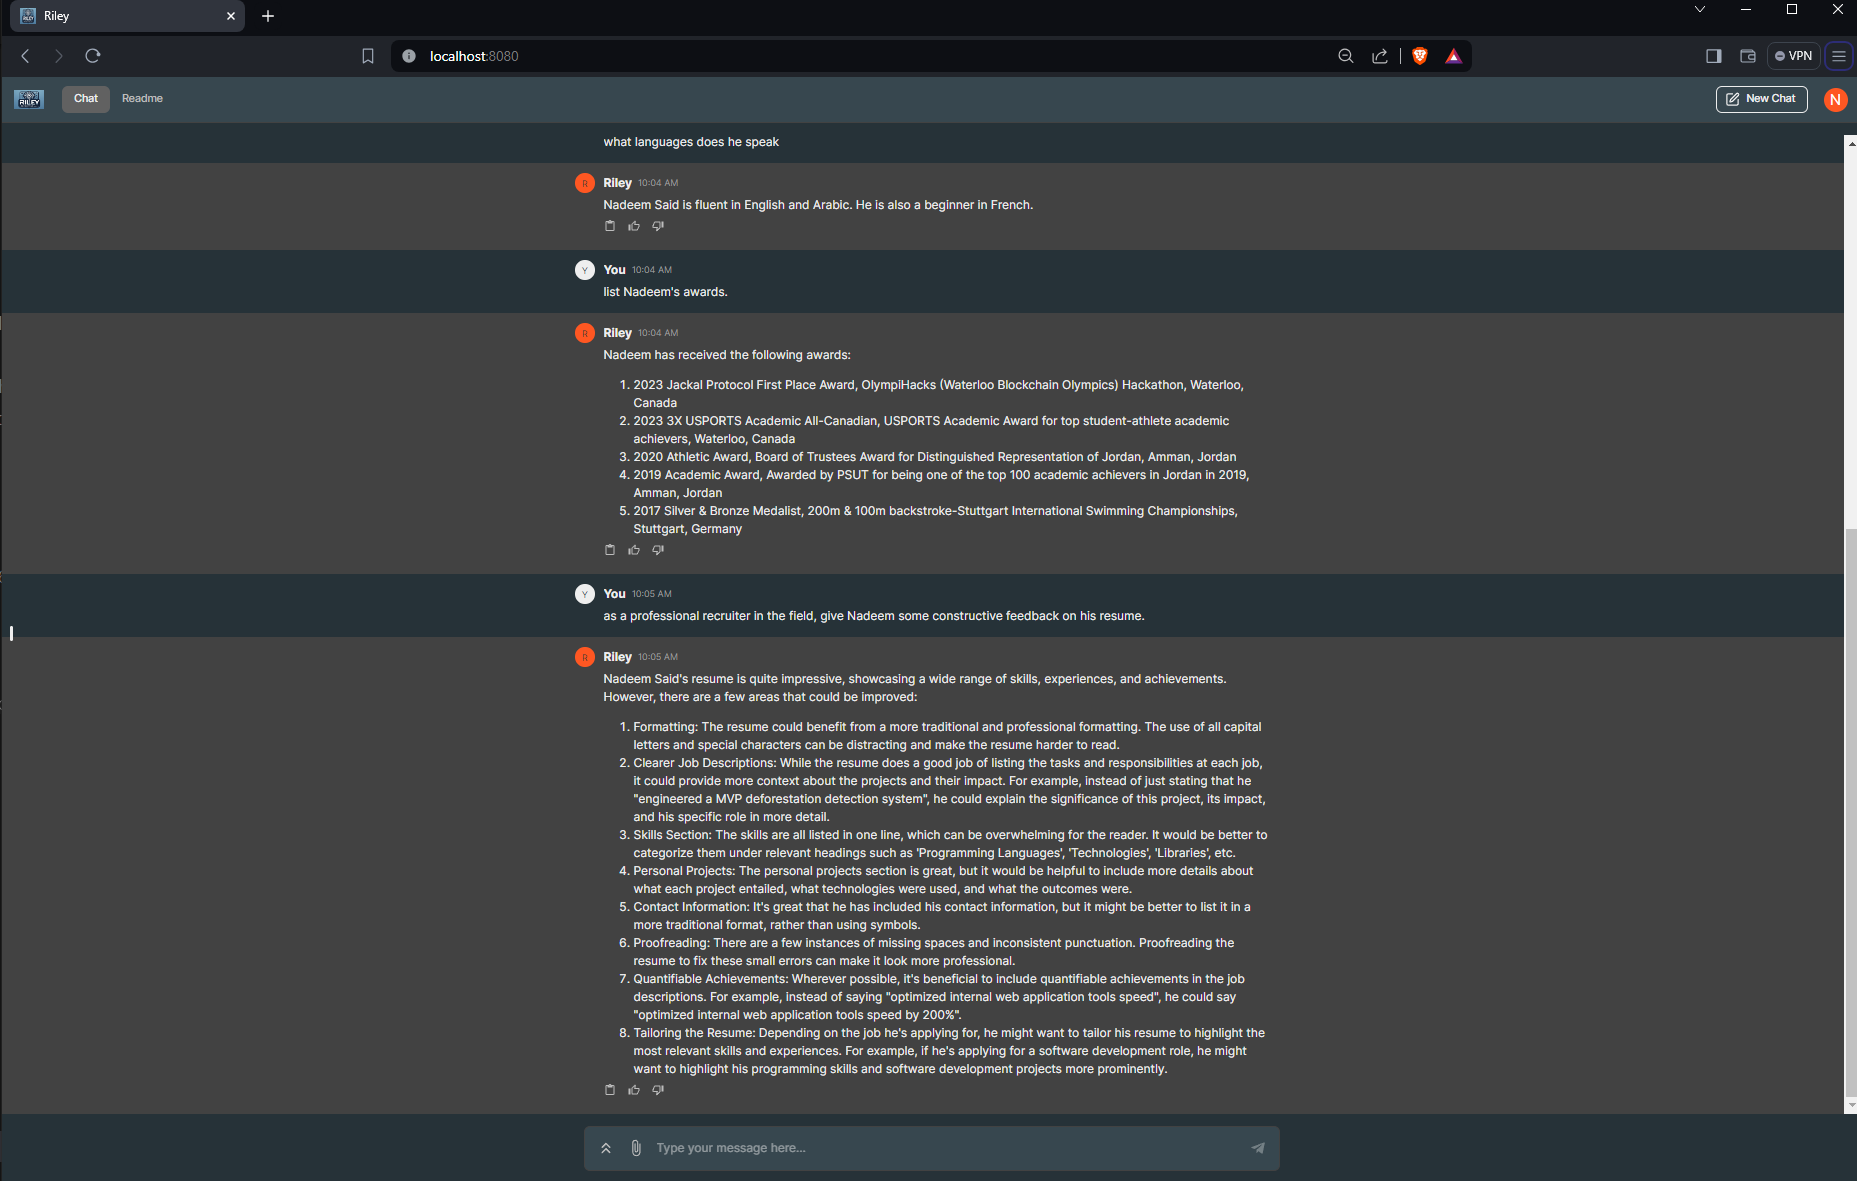 Riley
localhost:8080
VPN
RILEY
Chat
Readme
New Chat
N
what languages does he speak
R
Riley 10:04 AM
Nadeem Said is fluent in English and Arabic. He is also a beginner in French.
Y
You 10:04 AM
list Nadeem's awards.
R
Riley 10:04 AM
Nadeem has received the following awards:
1. 2023 Jackal Protocol First Place Award, OlympiHacks (Waterloo Blockchain Olympics) Hackathon, Waterloo,
Canada
2. 2023 3X USPORTS Academic All-Canadian, USPORTS Academic Award for top student-athlete academic
achievers, Waterloo, Canada
3. 2020 Athletic Award, Board of Trustees Award for Distinguished Representation of Jordan, Amman, Jordan
4. 2019 Academic Award, Awarded by PSUT for being one of the top 100 academic achievers in Jordan in 2019,
Amman, Jordan
5. 2017 Silver & Bronze Medalist, 200m & 100m backstroke-Stuttgart International Swimming Championships,
Stuttgart, Germany
Y
You 10:05 AM
as a professional recruiter in the field, give Nadeem some constructive feedback on his resume.
R
Riley 10:05 AM
Nadeem Said's resume is quite impressive, showcasing a wide range of skills, experiences, and achievements.
However, there are a few areas that could be improved:
1. Formatting: The resume could benefit from a more traditional and professional formatting. The use of all capital
letters and special characters can be distracting and make the resume harder to read.
2. Clearer Job Descriptions: While the resume does a good job of listing the tasks and responsibilities at each job,
it could provide more context about the projects and their impact. For example, instead of just stating that he
"engineered a MVP deforestation detection system", he could explain the significance of this project, its impact,
and his specific role in more detail.
3. Skills Section: The skills are all listed in one line, which can be overwhelming for the reader. It would be better to
categorize them under relevant headings such as 'Programming Languages', 'Technologies', 'Libraries', etc.
4. Personal Projects: The personal projects section is great, but it would be helpful to include more details about
what each project entailed, what technologies were used, and what the outcomes were.
5. Contact Information: It's great that he has included his contact information, but it might be better to list it in a
more traditional format, rather than using symbols.
6. Proofreading: There are a few instances of missing spaces and inconsistent punctuation. Proofreading the
resume to fix these small errors can make it look more professional.
7. Quantifiable Achievements: Wherever possible, it's beneficial to include quantifiable achievements in the job
descriptions. For example, instead of saying "optimized internal web application tools speed", he could say
"optimized internal web application tools speed by 200%".
8. Tailoring the Resume: Depending on the job he's applying for, he might want to tailor his resume to highlight the
most relevant skills and experiences. For example, if he's applying for a software development role, he might
want to highlight his programming skills and software development projects more prominently.
Type your message here...